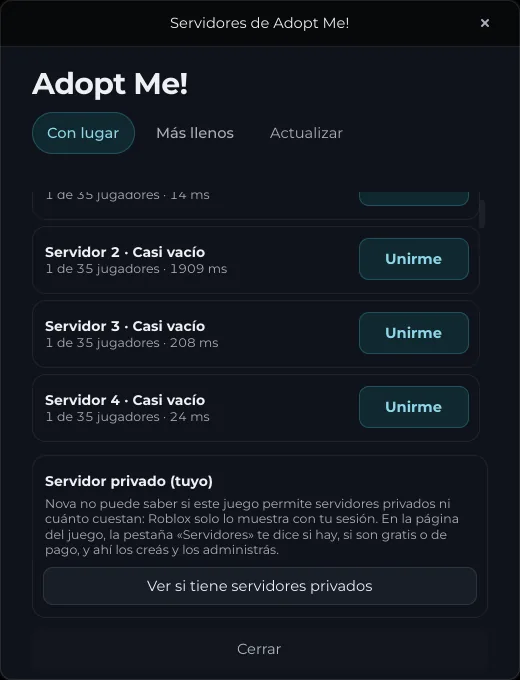 Servidores de Adopt Me!
×
Adopt Me!
Con lugar
Más llenos
Actualizar
1 de 35 jugadores · 14 ms
Servidor 2 · Casi vacío
1 de 35 jugadores · 1909 ms
Unirme
Servidor 3 · Casi vacío
1 de 35 jugadores · 208 ms
Unirme
Servidor 4 · Casi vacío
1 de 35 jugadores · 24 ms
Unirme
Servidor privado (tuyo)
Nova no puede saber si este juego permite servidores privados ni
cuánto cuestan: Roblox solo lo muestra con tu sesión. En la página
del juego, la pestaña «Servidores» te dice si hay, si son gratis o de
pago, y ahí los creás y los administrás.
Ver si tiene servidores privados
Cerrar